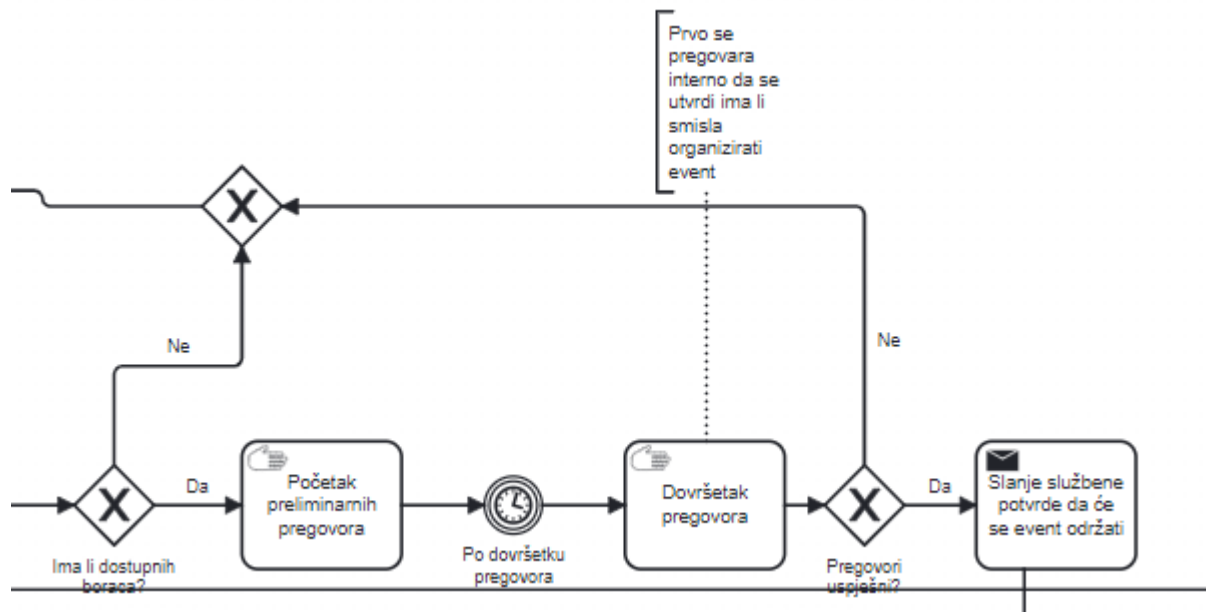 Prvo se
pregovara
interno da se
utvrdi ima li
smisla
organizirati
event
Ne
Ne
Da
Početak
preliminarnih
pregovora
Dovršetak
pregovora
Da
Slanje službene
potvrde da će
se event održati
Ima li dostupnih
boraca?
Po dovršetku
pregovora
Pregovori
uspješni?